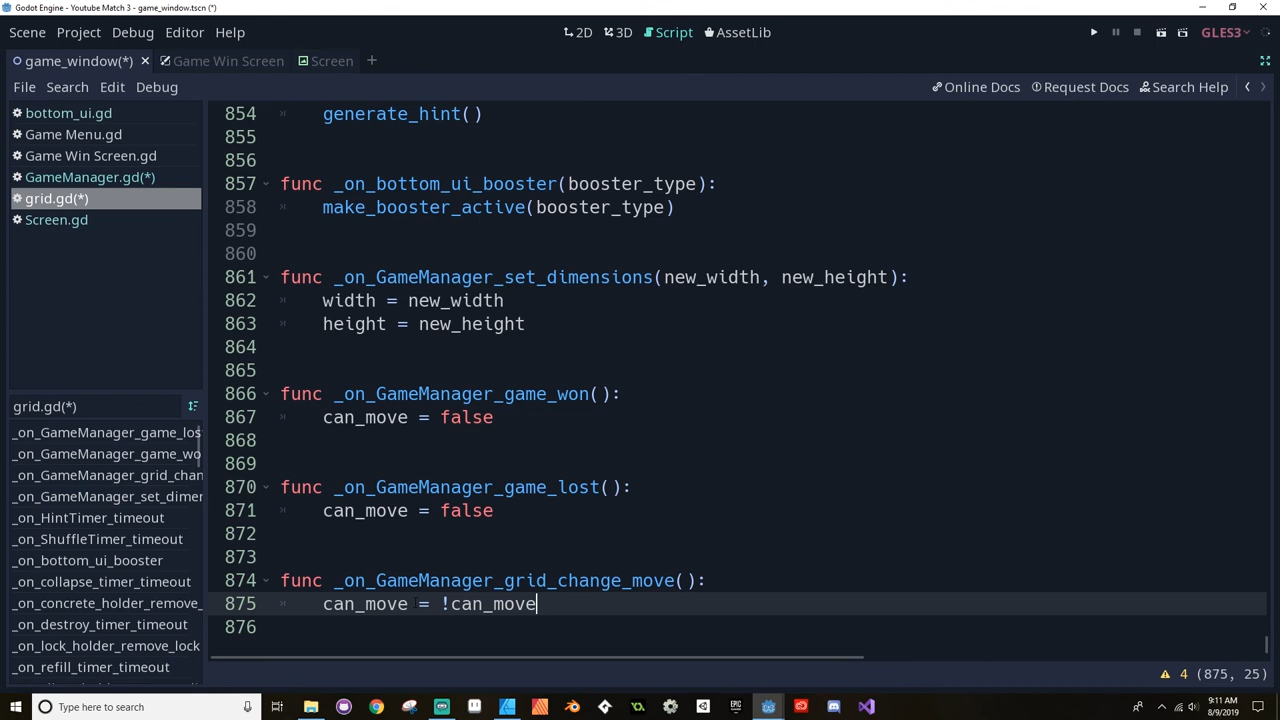 Godot Engine - Youtube Match 3 - game_window.tscn (*)
Scene Project Debug Editor Help
2D 3D Script AssetLib
GLES3
game_window(*) Game Win Screen Screen
File Search Edit Debug
Online Docs Request Docs Search Help
bottom_ui.gd
Game Menu.gd
Game Win Screen.gd
GameManager.gd(*)
grid.gd(*)
Screen.gd
grid.gd(*)
_on_GameManager_game_los
_on_GameManager_game_wo
_on_GameManager_grid_chan
_on_GameManager_set_dimer
_on_HintTimer_timeout
_on_ShuffleTimer_timeout
_on_bottom_ui_booster
_on_collapse_timer_timeout
_on_concrete_holder_remove_
_on_destroy_timer_timeout
_on_lock_holder_remove_lock
_on_refill_timer_timeout
854 generate_hint()
855
856
857 func _on_bottom_ui_booster(booster_type):
858 make_booster_active(booster_type)
859
860
861 func _on_GameManager_set_dimensions(new_width, new_height):
862 width = new_width
863 height = new_height
864
865
866 func _on_GameManager_game_won():
867 can_move = false
868
869
870 func _on_GameManager_game_lost():
871 can_move = false
872
873
874 func _on_GameManager_grid_change_move():
875 can_move = !can_move
876
4 (875, 25)
Type here to search
9:11 AM
8/9/2019